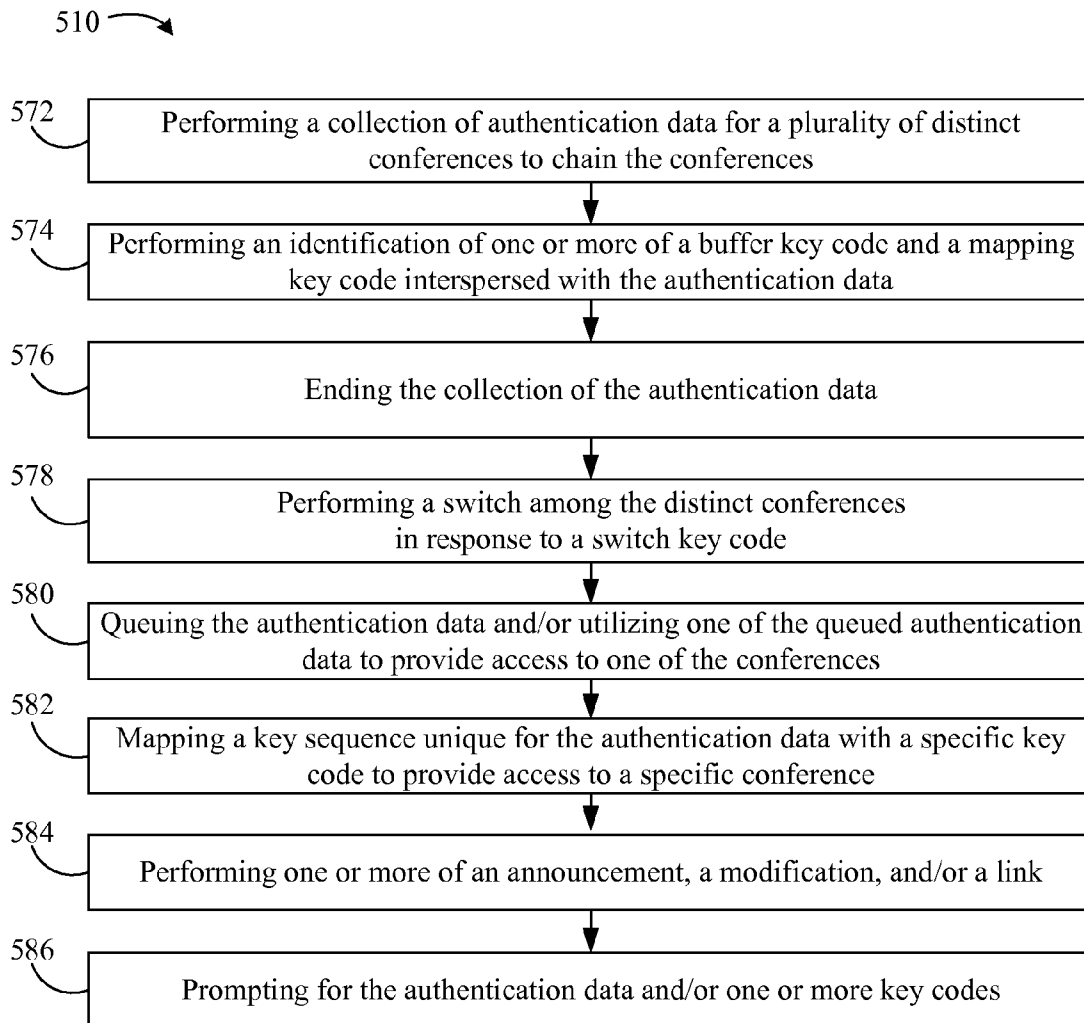 510
572
Performing a collection of authentication data for a plurality of distinct
conferences to chain the conferences
574
Performing an identification of one or more of a buffer key code and a mapping
key code interspersed with the authentication data
576
Ending the collection of the authentication data
578
Performing a switch among the distinct conferences
in response to a switch key code
580
Queuing the authentication data and/or utilizing one of the queued authentication
data to provide access to one of the conferences
582
Mapping a key sequence unique for the authentication data with a specific key
code to provide access to a specific conference
584
Performing one or more of an announcement, a modification, and/or a link
586
Prompting for the authentication data and/or one or more key codes